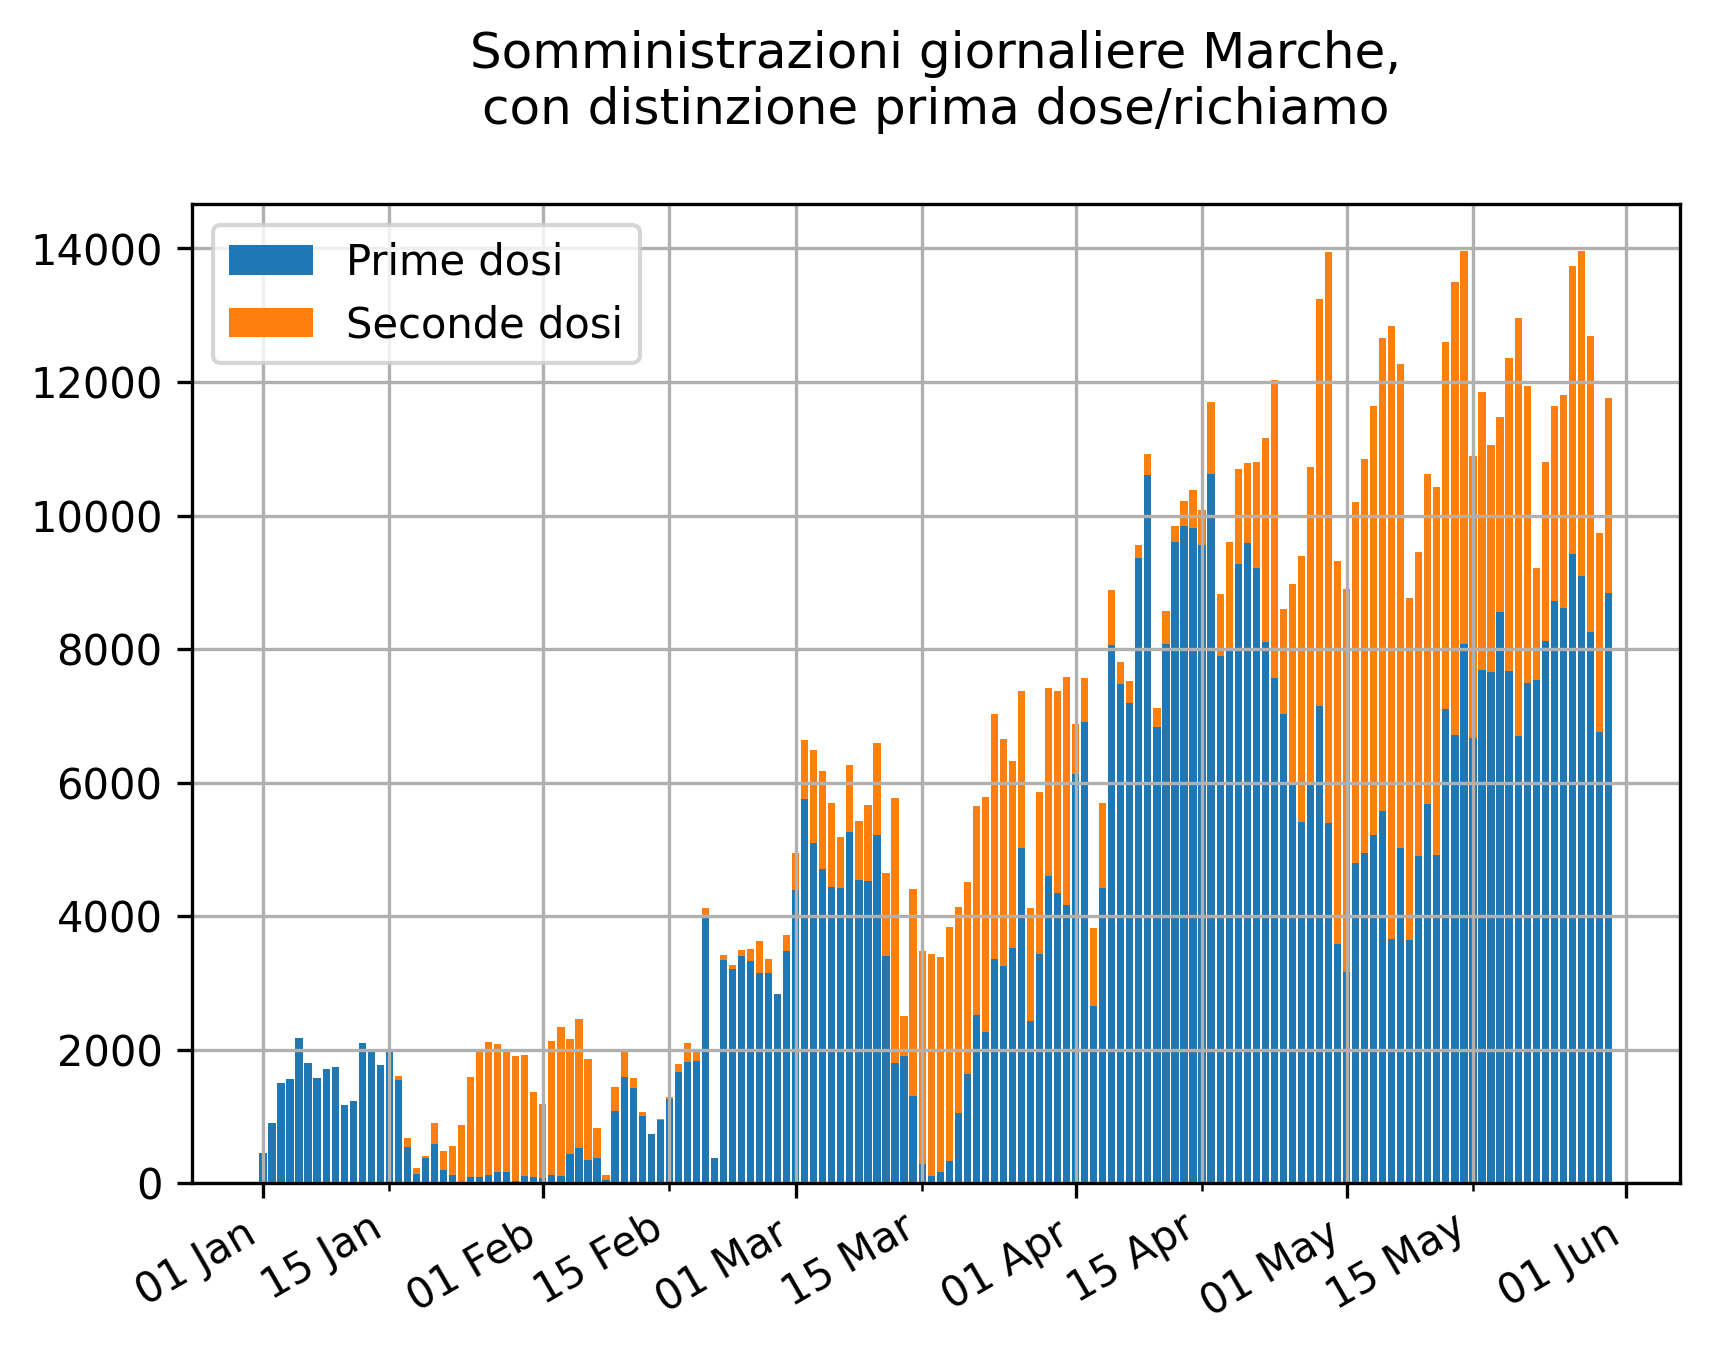 Somministrazioni giornaliere Marche,
con distinzione prima dose/richiamo
Prime dosi
Seconde dosi
14000
12000
10000
8000
6000
4000
2000
0
01 Jan
15 Jan
01 Feb
15 Feb
01 Mar
15 Mar
01 Apr
15 Apr
01 May
15 May
01 Jun